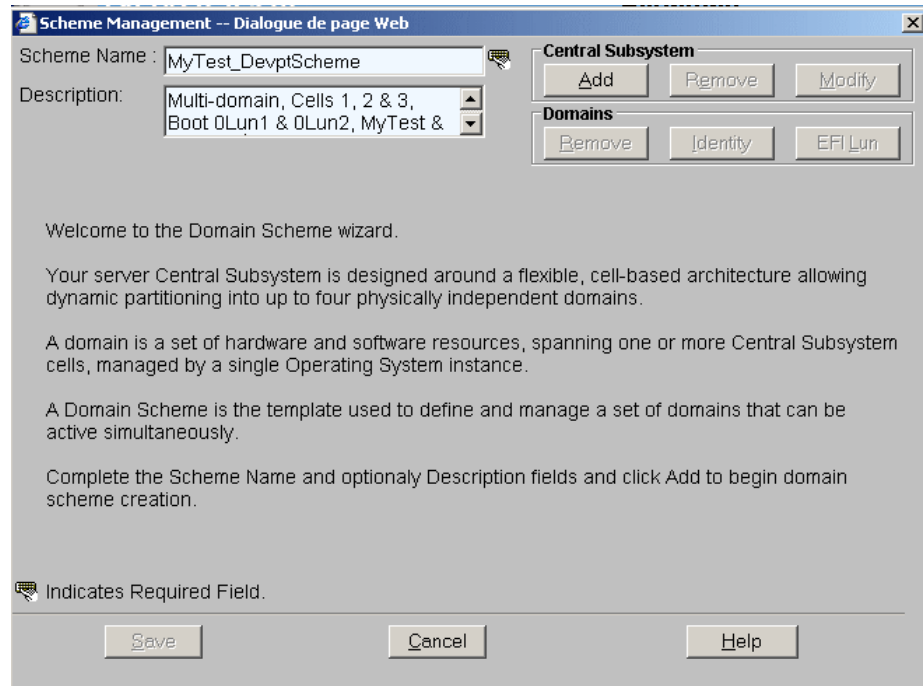 Scheme Management -- Dialogue de page Web
Scheme Name : MyTest_DevptScheme
Description: Multi-domain, Cells 1, 2 & 3,
Boot 0Lun1 & 0Lun2, MyTest &
Central Subsystem
Add Remove Modify
Domains
Remove Identity EFI Lun
Welcome to the Domain Scheme wizard.
Your server Central Subsystem is designed around a flexible, cell-based architecture allowing
dynamic partitioning into up to four physically independent domains.
A domain is a set of hardware and software resources, spanning one or more Central Subsystem
cells, managed by a single Operating System instance.
A Domain Scheme is the template used to define and manage a set of domains that can be
active simultaneously.
Complete the Scheme Name and optionaly Description fields and click Add to begin domain
scheme creation.
Indicates Required Field.
Save Cancel Help